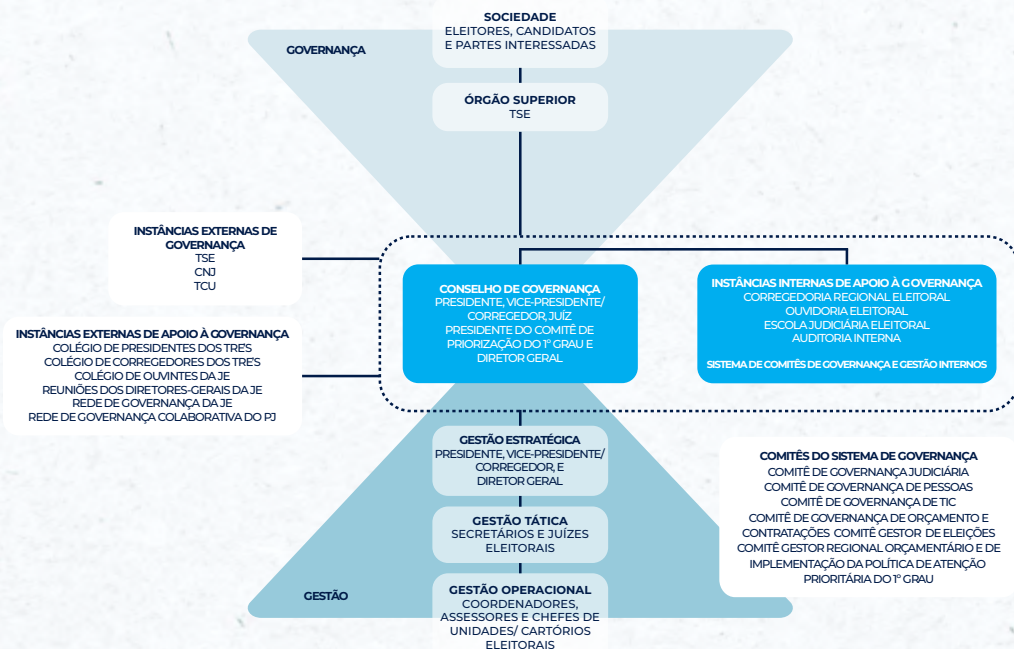 SOCIEDADE
ELEITORES, CANDIDATOS
E PARTES INTERESSADAS
GOVERNANÇA
ÓRGÃO SUPERIOR
TSE
INSTÂNCIAS EXTERNAS DE
GOVERNANÇA
TSE
CNJ
TCU
INSTÂNCIAS EXTERNAS DE APOIO À GOVERNANÇA
COLÉGIO DE PRESIDENTES DOS TRE'S
COLÉGIO DE CORREGEDORES DOS TRE'S
COLÉGIO DE OUVINTES DA JE
REUNIÕES DOS DIRETORES-GERAIS DA JE
REDE DE GOVERNANÇA DA JE
REDE DE GOVERNANÇA COLABORATIVA DO PJ
CONSELHO DE GOVERNANÇA
PRESIDENTE, VICE-PRESIDENTE/
CORREGEDOR, JUÍZ
PRESIDENTE DO COMITÊ DE
PRIORIZAÇÃO DO 1º GRAU E
DIRETOR GERAL
INSTÂNCIAS INTERNAS DE APOIO À GOVERNANÇA
CORREGEDORIA REGIONAL ELEITORAL
OUVIDORIA ELEITORAL
ESCOLA JUDICIÁRIA ELEITORAL
AUDITORIA INTERNA
SISTEMA DE COMITÊS DE GOVERNANÇA E GESTÃO INTERNOS
GESTÃO ESTRATÉGICA
PRESIDENTE, VICE-PRESIDENTE/
CORREGEDOR, E
DIRETOR GERAL
GESTÃO TÁTICA
SECRETÁRIOS E JUÍZES
ELEITORAIS
GESTÃO
GESTÃO OPERACIONAL
COORDENADORES,
ASSESSORES E CHEFES DE
UNIDADES/ CARTÓRIOS
ELEITORAIS
COMITÊS DO SISTEMA DE GOVERNANÇA
COMITÊ DE GOVERNANÇA JUDICIÁRIA
COMITÊ DE GOVERNANÇA DE PESSOAS
COMITÊ DE GOVERNANÇA DE TIC
COMITÊ DE GOVERNANÇA DE ORÇAMENTO E
CONTRATAÇÕES COMITÊ GESTOR DE ELEIÇÕES
COMITÊ GESTOR REGIONAL ORÇAMENTÁRIO E DE
IMPLEMENTAÇÃO DA POLÍTICA DE ATENÇÃO
PRIORITÁRIA DO 1º GRAU